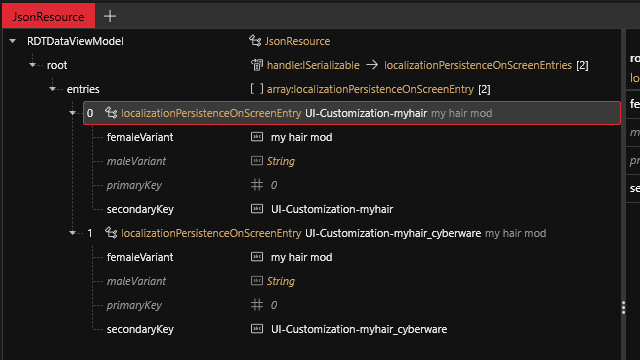 JsonResource +
RDTDataViewModel JsonResource
root handle:ISerializable → localizationPersistenceOnScreenEntries [2]
entries [ ] array:localizationPersistenceOnScreenEntry [2]
0 localizationPersistenceOnScreenEntry UI-Customization-myhair my hair mod
femaleVariant abc my hair mod
maleVariant abc String
primaryKey # 0
secondaryKey abc UI-Customization-myhair
1 localizationPersistenceOnScreenEntry UI-Customization-myhair_cyberware my hair mod
femaleVariant abc my hair mod
maleVariant abc String
primaryKey # 0
secondaryKey abc UI-Customization-myhair_cyberware
ro
lo
fe
m
pr
se